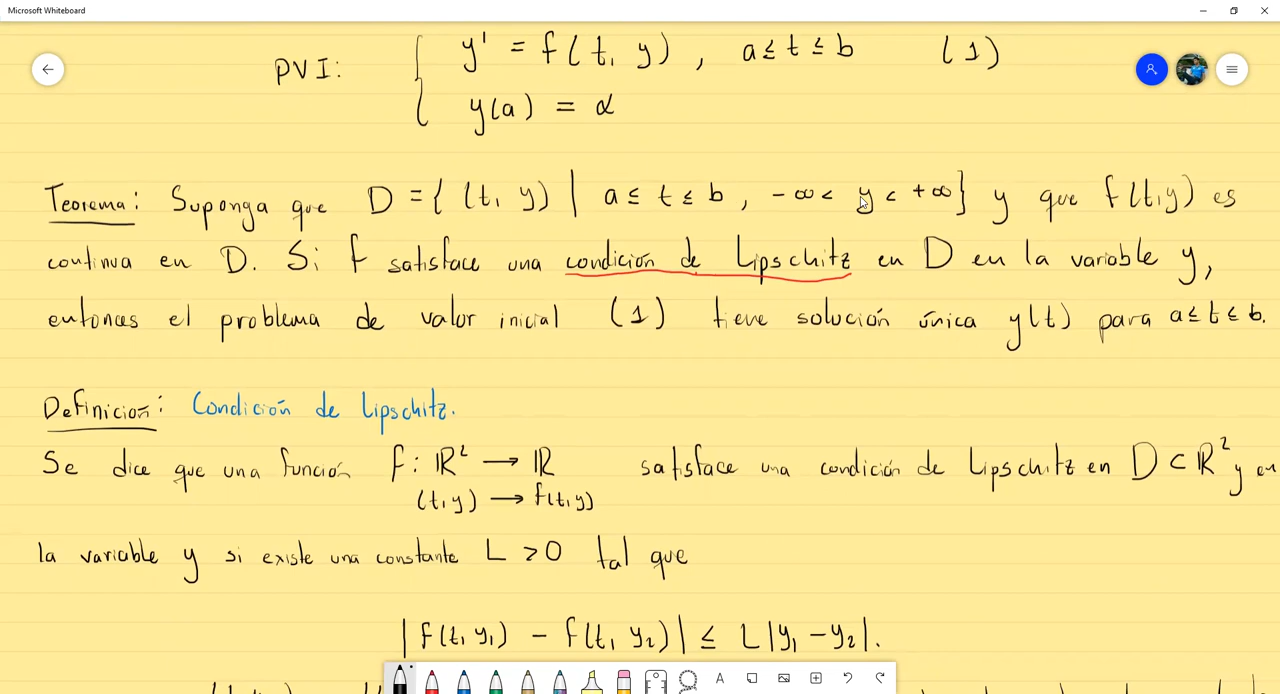 Microsoft Whiteboard
PVI: { y' = f(t, y) , a ≤ t ≤ b (1)
y(a) = α
Teorema: Suponga que D = { (t, y) | a ≤ t ≤ b , -∞ < y < +∞} y que f(t,y) es
continua en D. Si f satisface una condición de Lipschitz en D en la variable y,
entonces el problema de valor inicial (1) tiene solución única y(t) para a ≤ t ≤ b.
Definición: Condición de Lipschitz.
Se dice que una función f: ℝ² → ℝ satisface una condición de Lipschitz en D ⊂ ℝ² y en
(t,y) → f(t,y)
la variable y si existe una constante L > 0 tal que
|f(t, y₁) - f(t, y₂)| ≤ L|y₁ - y₂|.